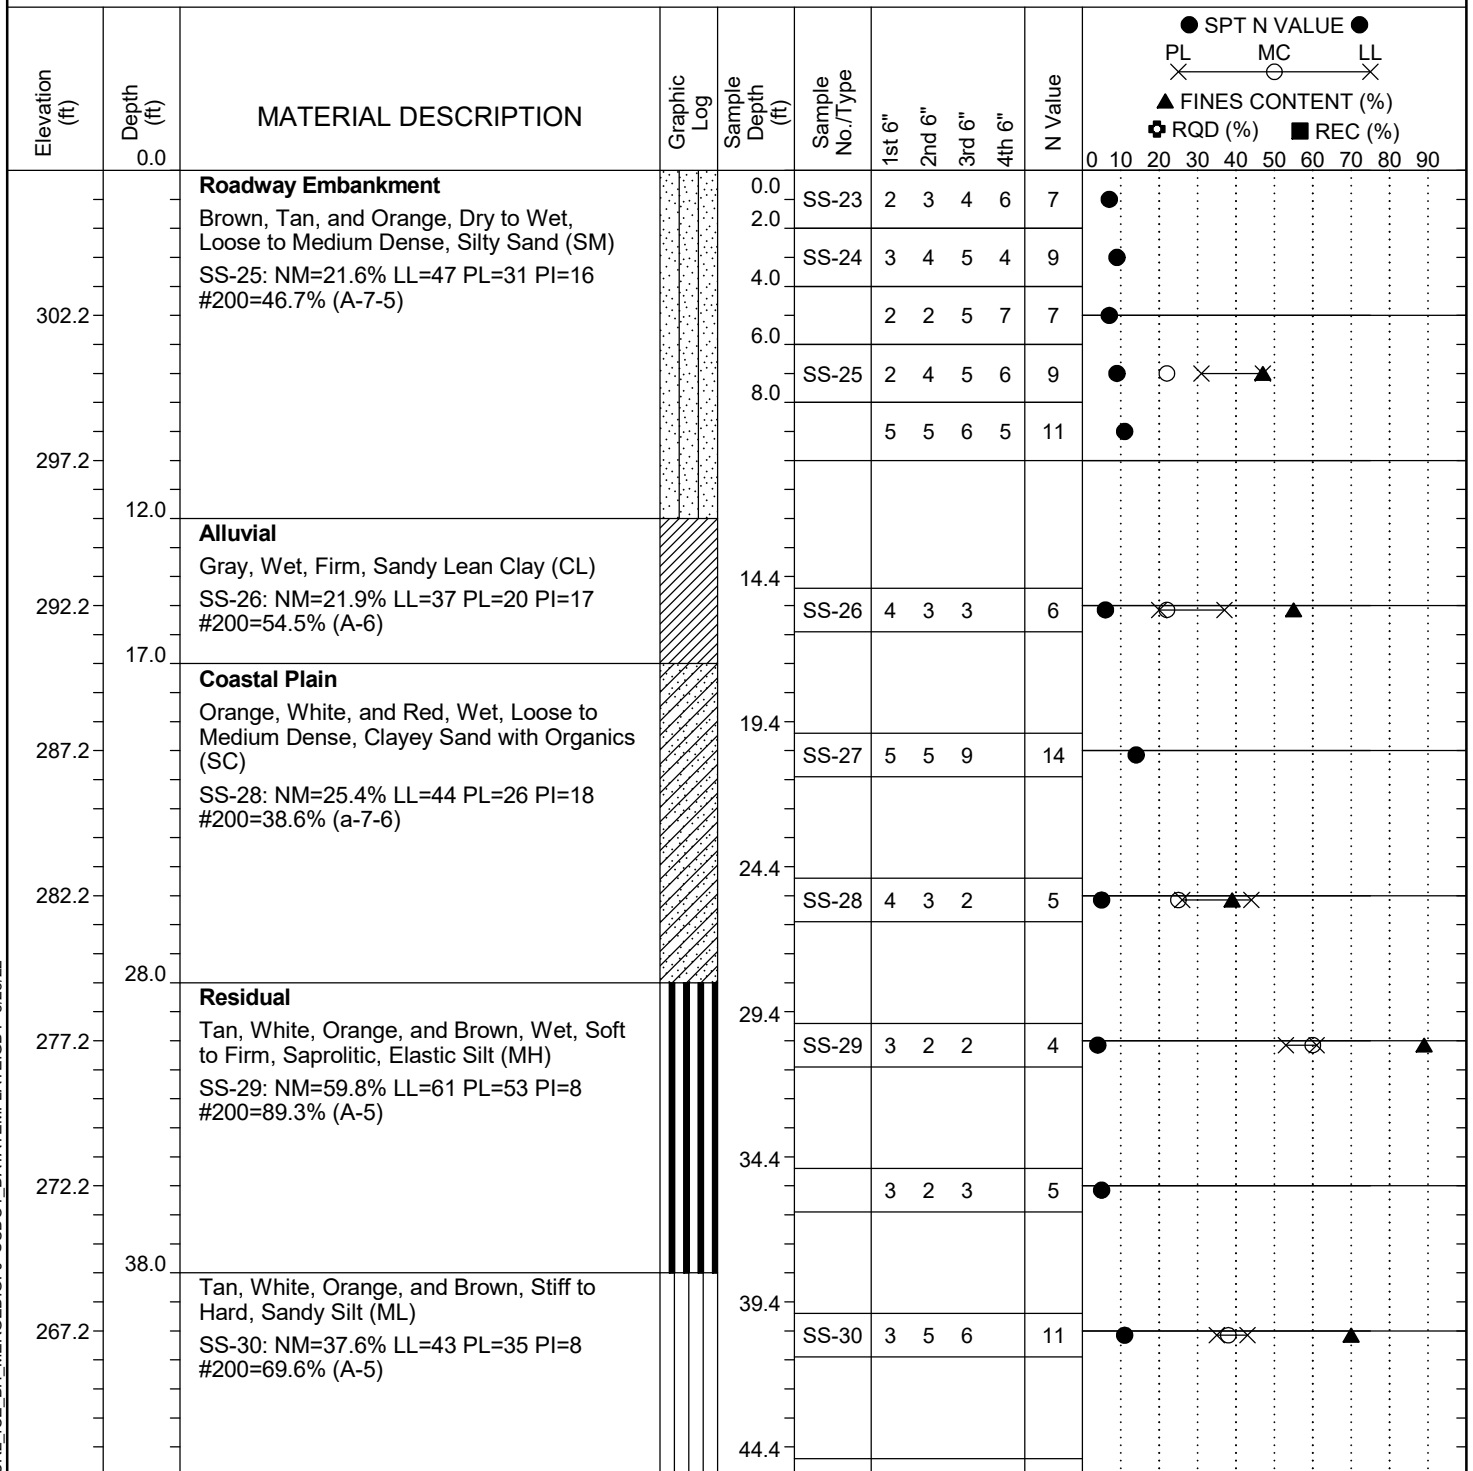 ● SPT N VALUE ●
PL MC LL
▲ FINES CONTENT (%)
RQD (%) ■ REC (%)
0 10 20 30 40 50 60 70 80 90
Elevation (ft)
Depth (ft)
MATERIAL DESCRIPTION
Graphic Log
Sample Depth (ft)
Sample No./Type
1st 6"
2nd 6"
3rd 6"
4th 6"
N Value
0.0
Roadway Embankment
Brown, Tan, and Orange, Dry to Wet,
Loose to Medium Dense, Silty Sand (SM)
SS-25: NM=21.6% LL=47 PL=31 PI=16
#200=46.7% (A-7-5)
0.0
SS-23 2 3 4 6 7
2.0
SS-24 3 4 5 4 9
4.0
302.2
2 2 5 7 7
6.0
SS-25 2 4 5 6 9
8.0
5 5 6 5 11
297.2
12.0
Alluvial
Gray, Wet, Firm, Sandy Lean Clay (CL)
SS-26: NM=21.9% LL=37 PL=20 PI=17
#200=54.5% (A-6)
14.4
292.2
SS-26 4 3 3 6
17.0
Coastal Plain
Orange, White, and Red, Wet, Loose to
Medium Dense, Clayey Sand with Organics
(SC)
SS-28: NM=25.4% LL=44 PL=26 PI=18
#200=38.6% (a-7-6)
19.4
287.2
SS-27 5 5 9 14
24.4
282.2
SS-28 4 3 2 5
28.0
Residual
Tan, White, Orange, and Brown, Wet, Soft
to Firm, Saprolitic, Elastic Silt (MH)
SS-29: NM=59.8% LL=61 PL=53 PI=8
#200=89.3% (A-5)
29.4
277.2
SS-29 3 2 2 4
34.4
272.2
3 2 3 5
38.0
Tan, White, Orange, and Brown, Stiff to
Hard, Sandy Silt (ML)
SS-30: NM=37.6% LL=43 PL=35 PI=8
#200=69.6% (A-5)
39.4
267.2
SS-30 3 5 6 11
44.4